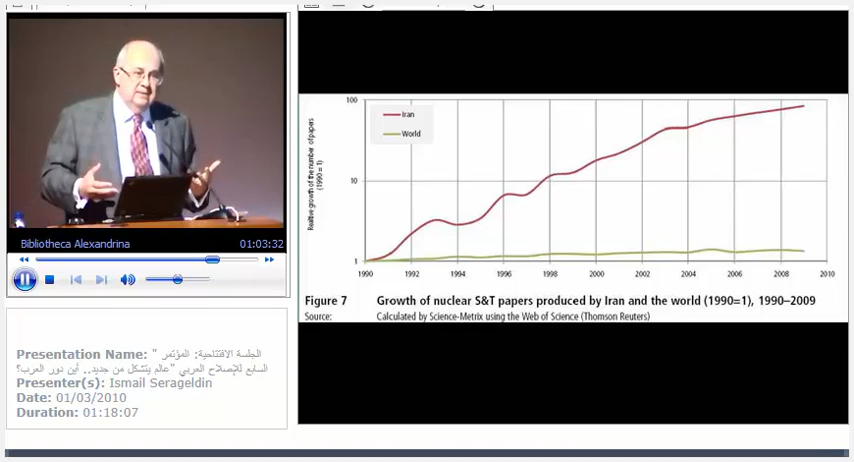 Bibliotheca Alexandrina 01:03:32
Presentation Name: " الجلسة الافتتاحية: المؤتمر
السابع للإصلاح العربي "عالم يتشكل من جديد.. أين دور العرب؟
Presenter(s): Ismail Serageldin
Date: 01/03/2010
Duration: 01:18:07
Realtive growth of the number of papers
(1990 = 1)
100
10
1
Iran
World
1990 1992 1994 1996 1998 2000 2002 2004 2006 2008 2010
Figure 7 Growth of nuclear S&T papers produced by Iran and the world (1990=1), 1990–2009
Source: Calculated by Science-Metrix using the Web of Science (Thomson Reuters)